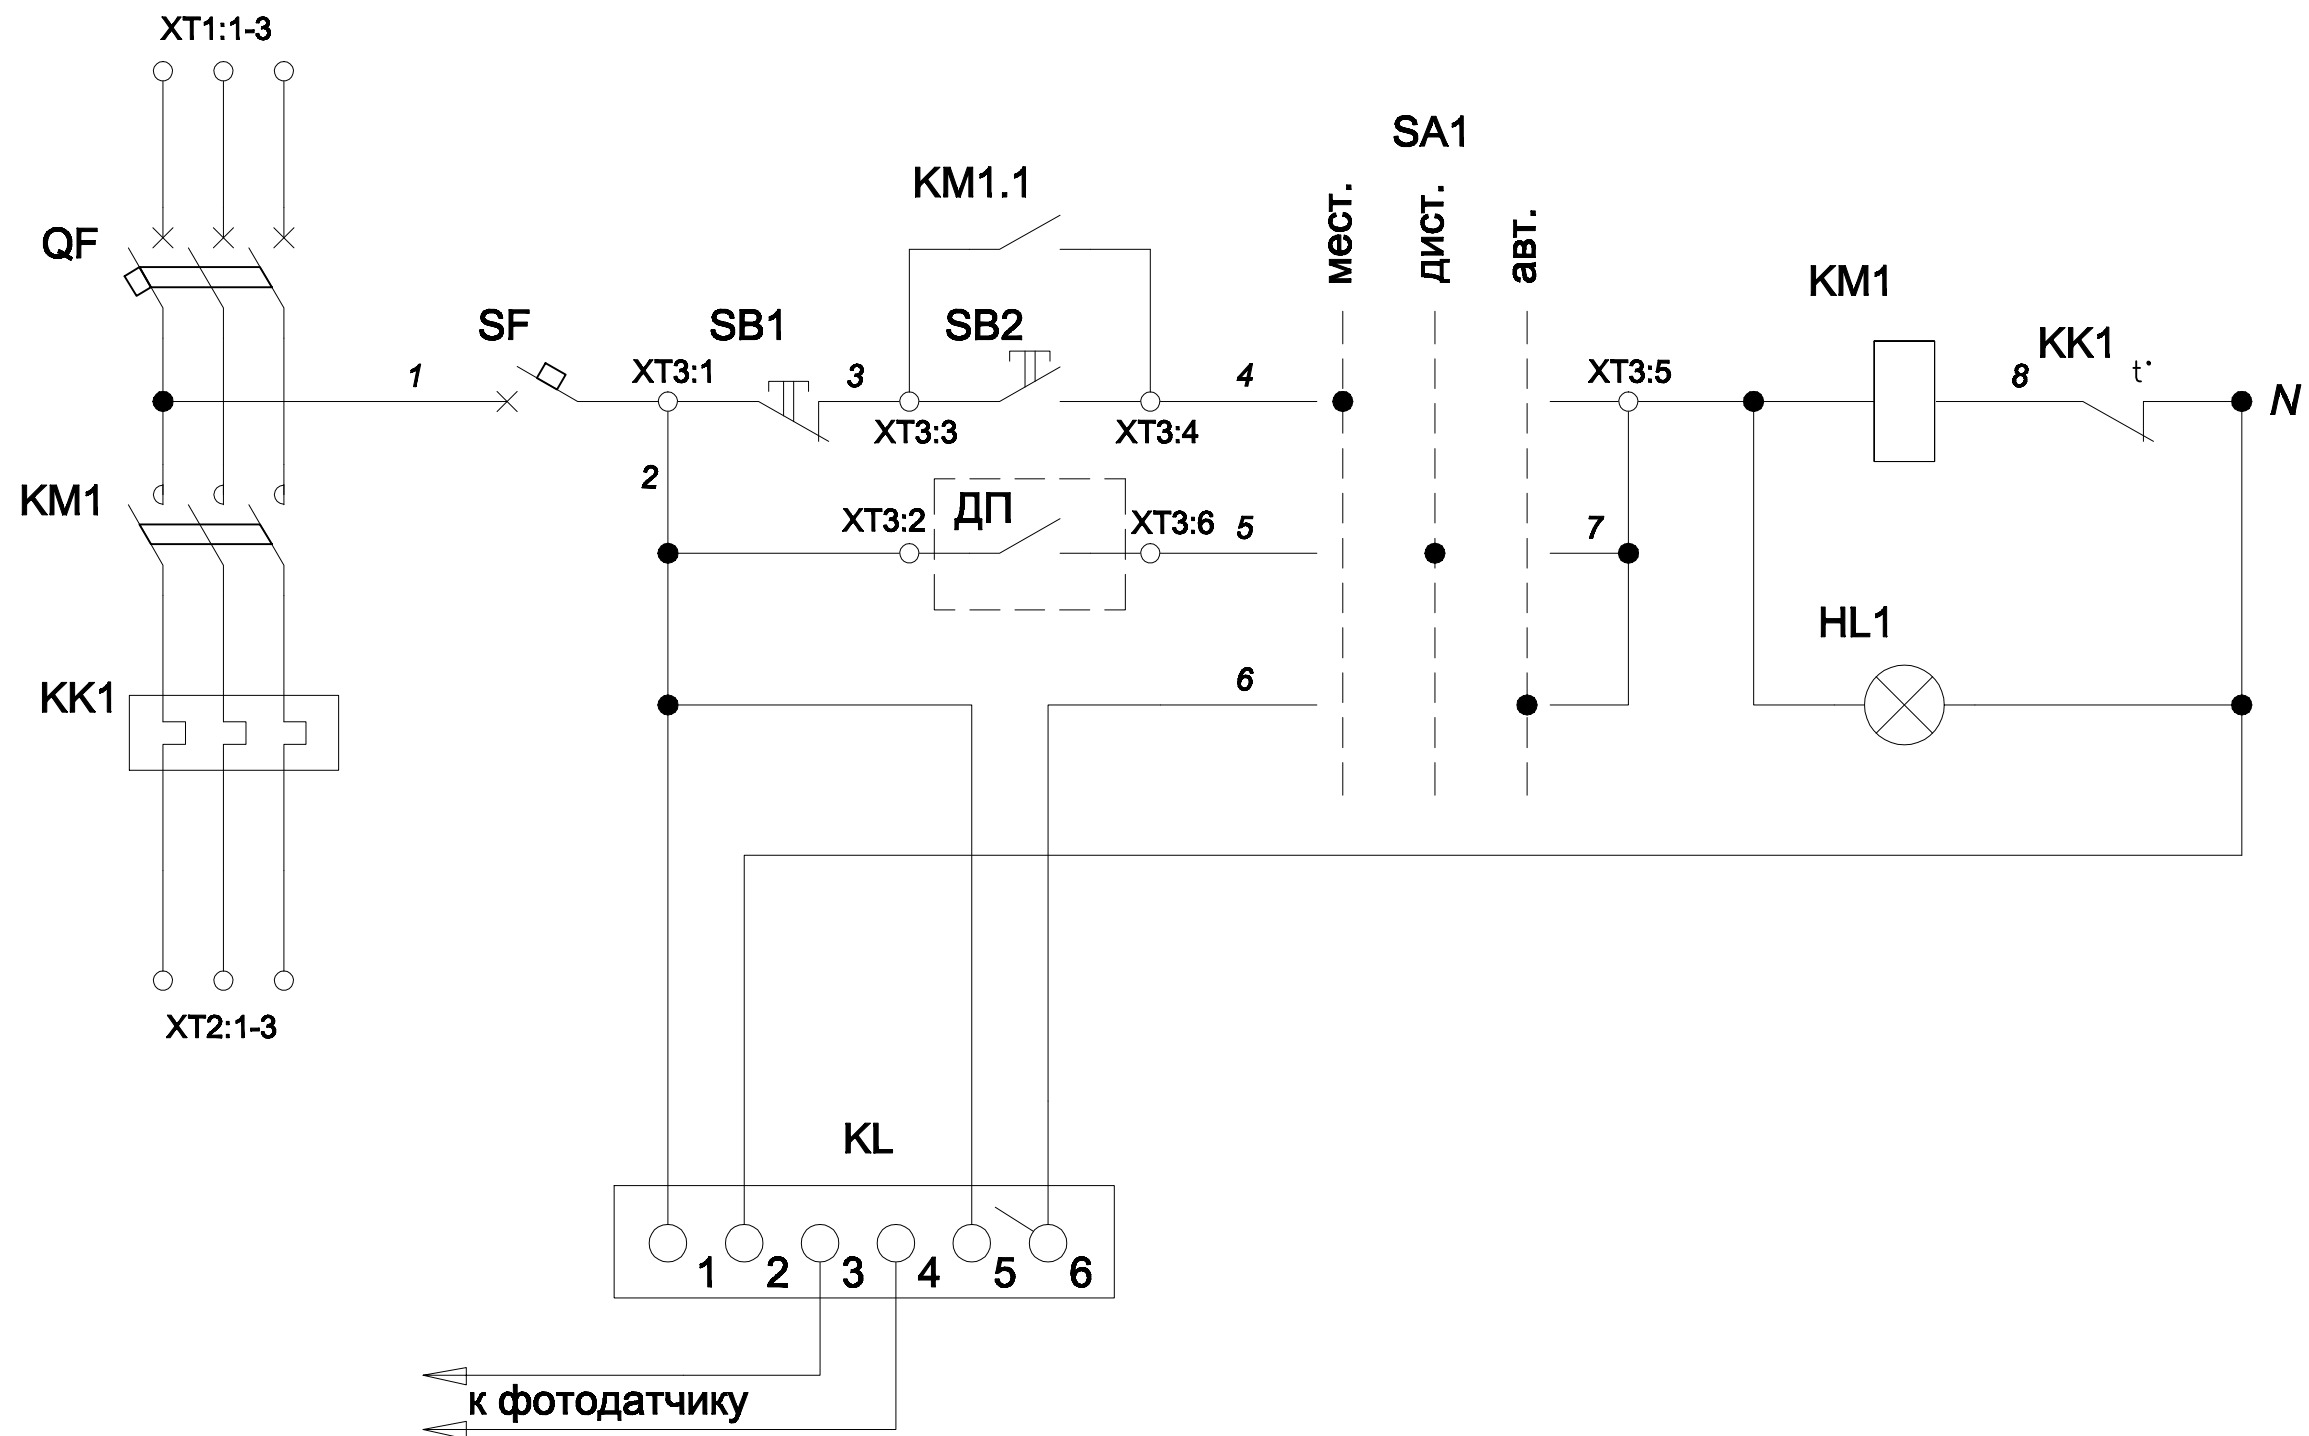 XT1:1-3
SA1
KM1.1
мест.
дист.
авт.
QF
KM1
SF
SB1
SB2
KK1
XT3:1
XT3:5
t°
1
3
4
8
N
XT3:3
XT3:4
2
KM1
ДП
XT3:2
XT3:6
5
7
HL1
6
KK1
XT2:1-3
KL
1
2
3
4
5
6
к фотодатчику